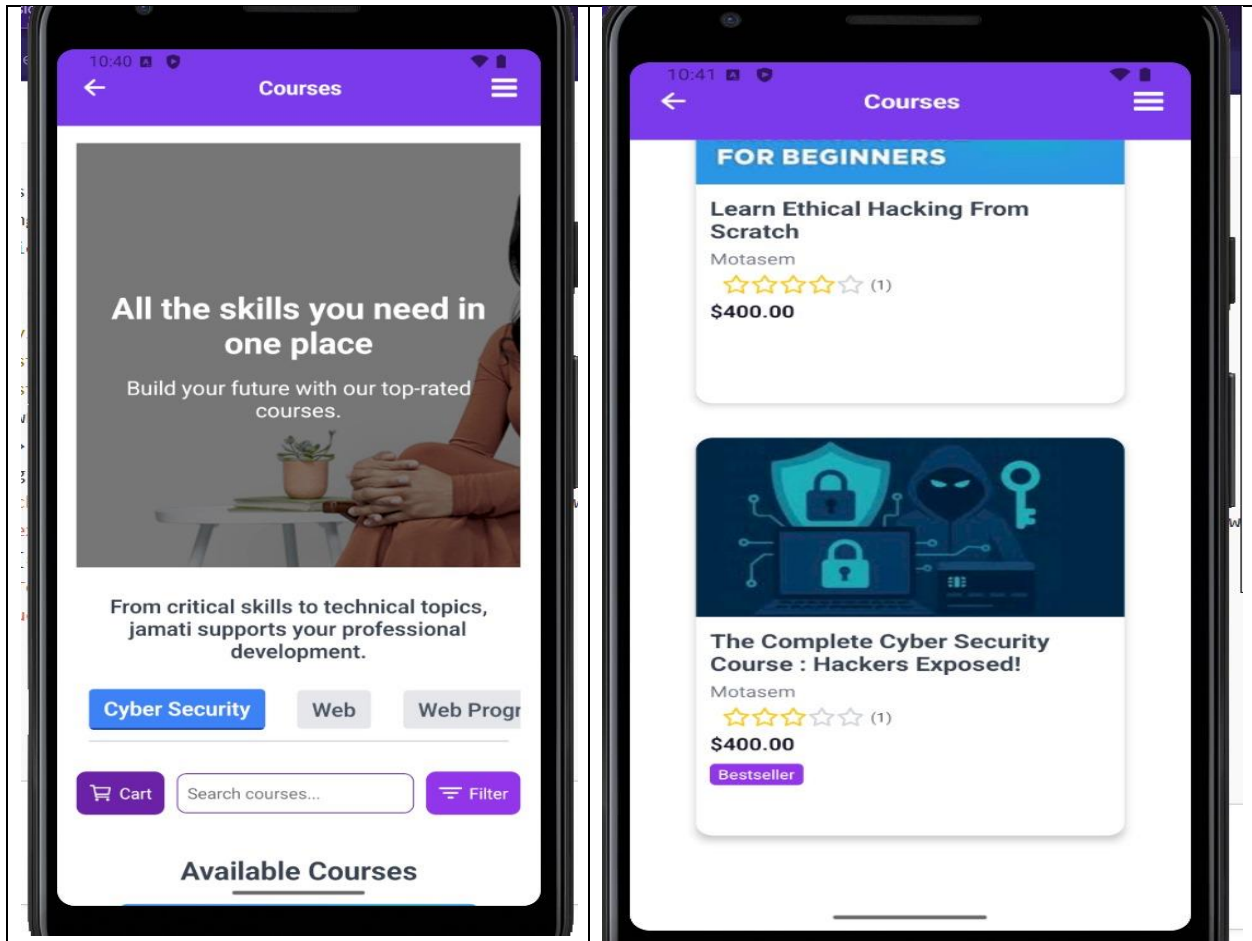 10:40
Courses
All the skills you need in
one place
Build your future with our top-rated
courses.
From critical skills to technical topics,
jamati supports your professional
development.
Cyber Security
Web
Web Progr
Cart
Search courses...
Filter
Available Courses
10:41
Courses
FOR BEGINNERS
Learn Ethical Hacking From
Scratch
Motasem
(1)
$400.00
The Complete Cyber Security
Course : Hackers Exposed!
Motasem
(1)
$400.00
Bestseller